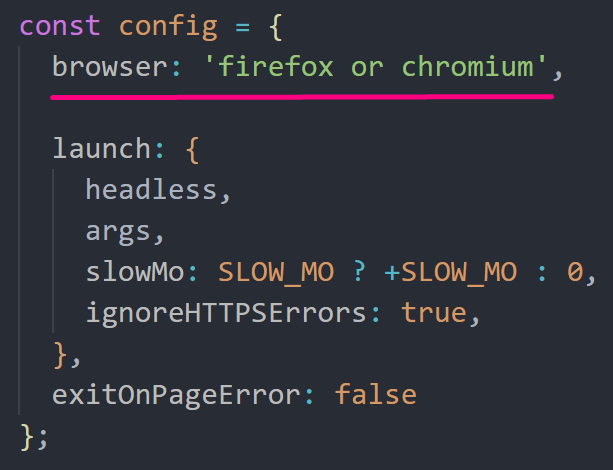 const config = {
browser: 'firefox or chromium',
launch: {
headless,
args,
slowMo: SLOW_MO ? +SLOW_MO : 0,
ignoreHTTPSErrors: true,
},
exitOnPageError: false
};